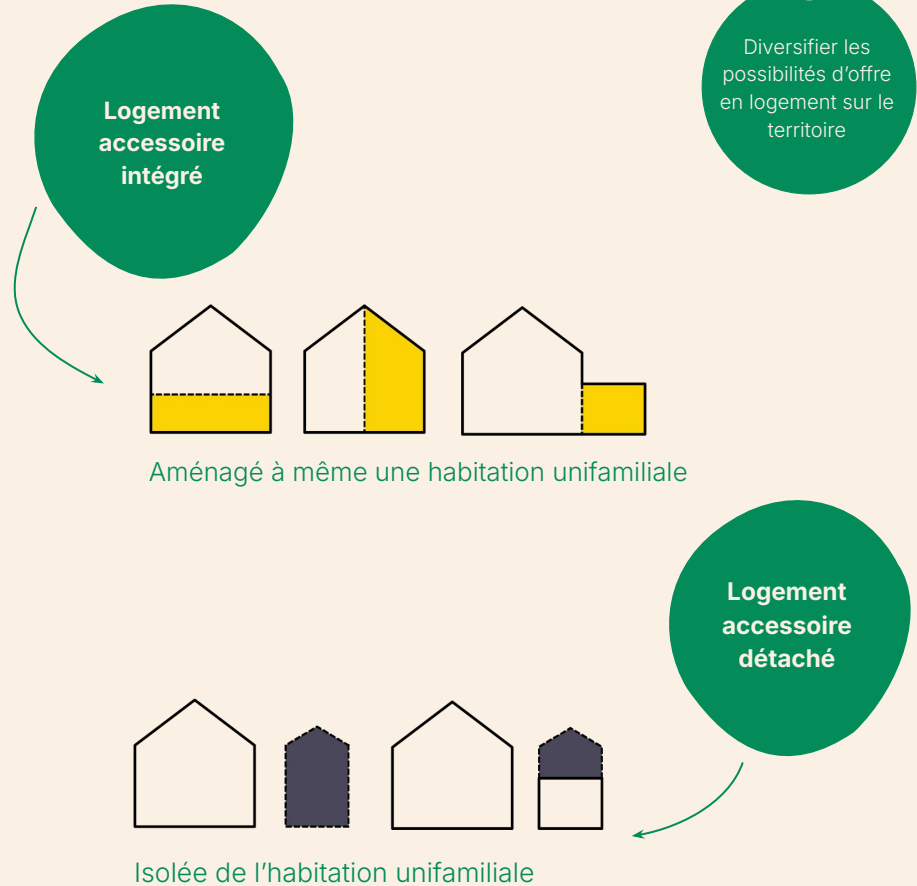 Logement
accessoire
intégré
Diversifier les
possibilités d’offre
en logement sur le
territoire
Aménagé à même une habitation unifamiliale
Logement
accessoire
détaché
Isolée de l’habitation unifamiliale